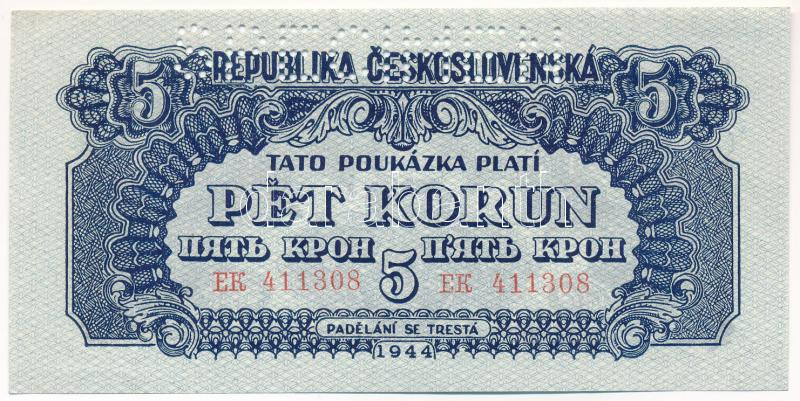 REPUBLIKA ČESKOSLOVENSKÁ
5 5
TATO POUKÁZKA PLATÍ
PĚT KORUN
ПЯТЬ КРОН 5 П'ЯТЬ КРОН
ЕК 411308 ЕК 411308
PADĚLÁNÍ SE TRESTÁ
1944